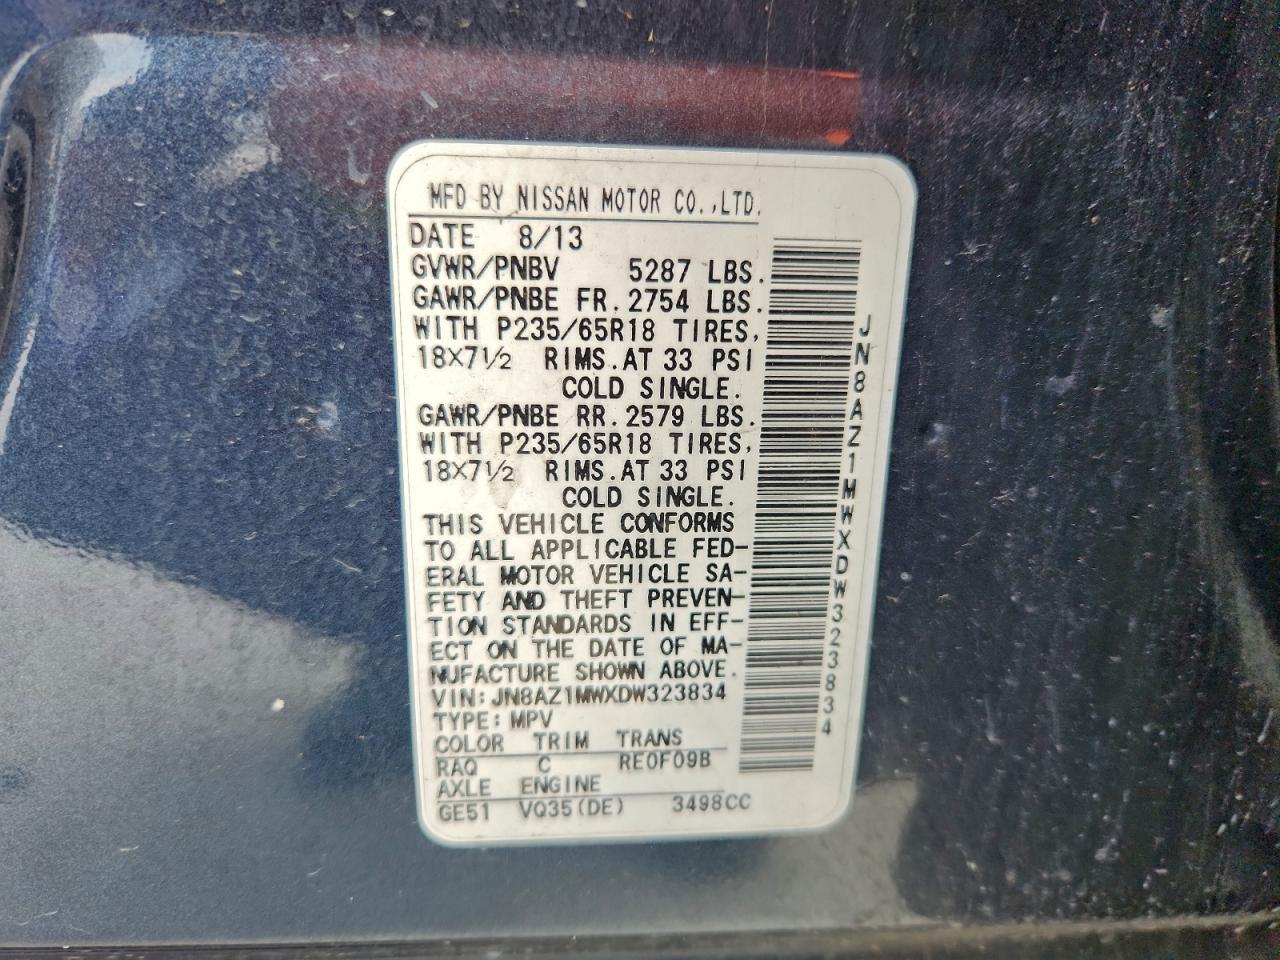 MFD BY NISSAN MOTOR CO.,LTD.
DATE 8/13
GVWR/PNBV 5287 LBS.
GAWR/PNBE FR. 2754 LBS.
WITH P235/65R18 TIRES,
18X7½ RIMS. AT 33 PSI
COLD SINGLE.
GAWR/PNBE RR. 2579 LBS.
WITH P235/65R18 TIRES,
18X7½ RIMS. AT 33 PSI
COLD SINGLE.
THIS VEHICLE CONFORMS
TO ALL APPLICABLE FED-
ERAL MOTOR VEHICLE SA-
FETY AND THEFT PREVEN-
TION STANDARDS IN EFF-
ECT ON THE DATE OF MA-
NUFACTURE SHOWN ABOVE.
VIN: JN8AZ1MWXDW323834
TYPE: MPV
COLOR TRIM TRANS
RAQ C RE0F09B
AXLE ENGINE
GE51 VQ35(DE) 3498CC
JN8AZ1MWXDW323834